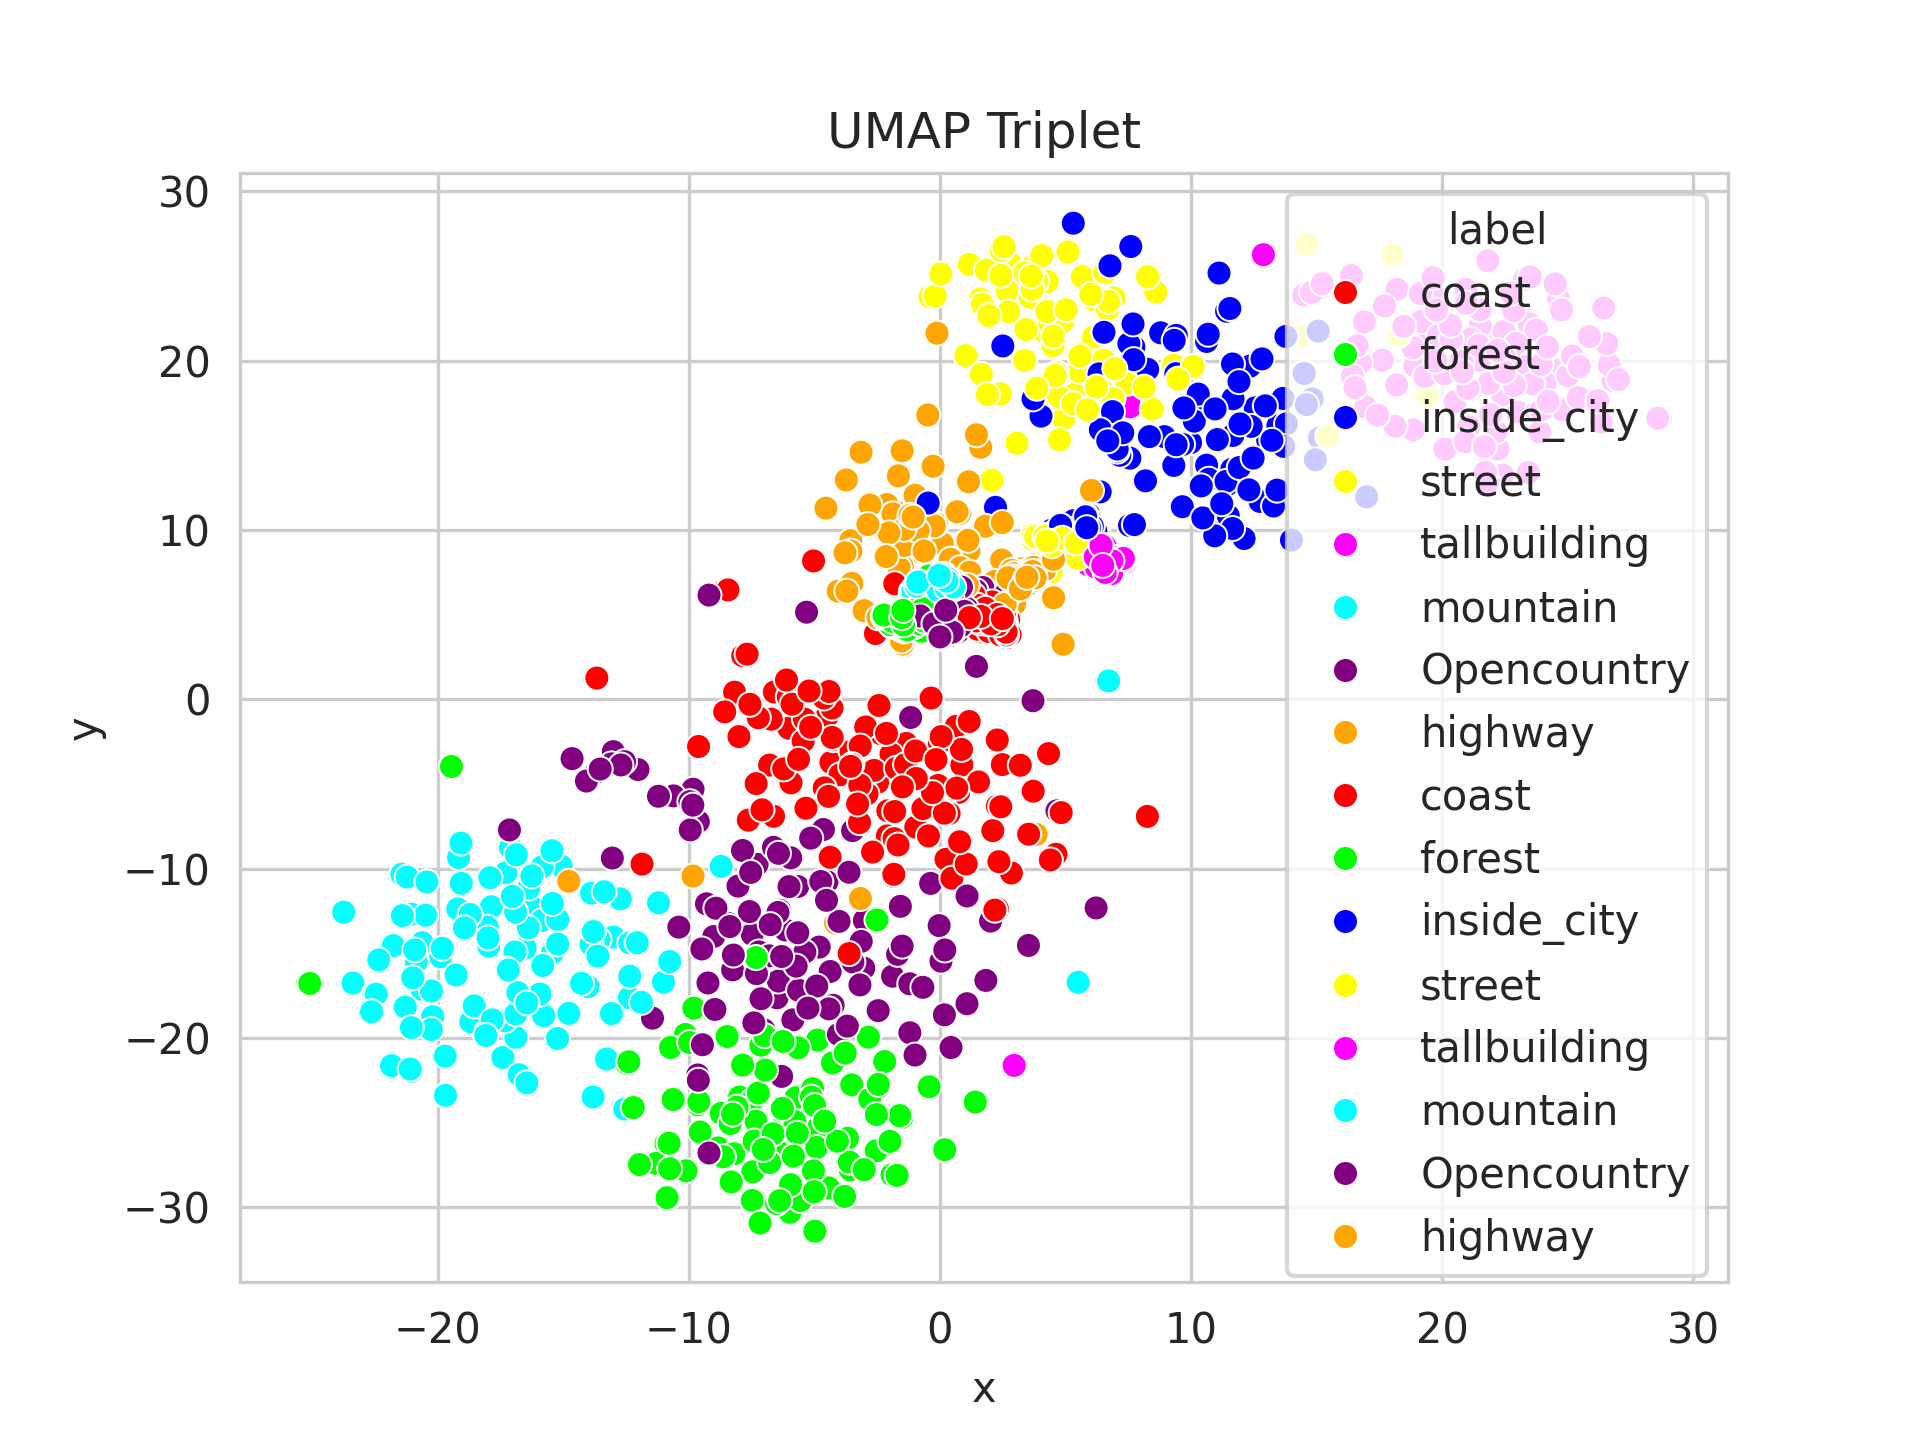 UMAP Triplet
30
20
10
0
−10
−20
−30
y
label
coast
forest
inside_city
street
tallbuilding
mountain
Opencountry
highway
coast
forest
inside_city
street
tallbuilding
mountain
Opencountry
highway
−20 −10 0 10 20 30
x